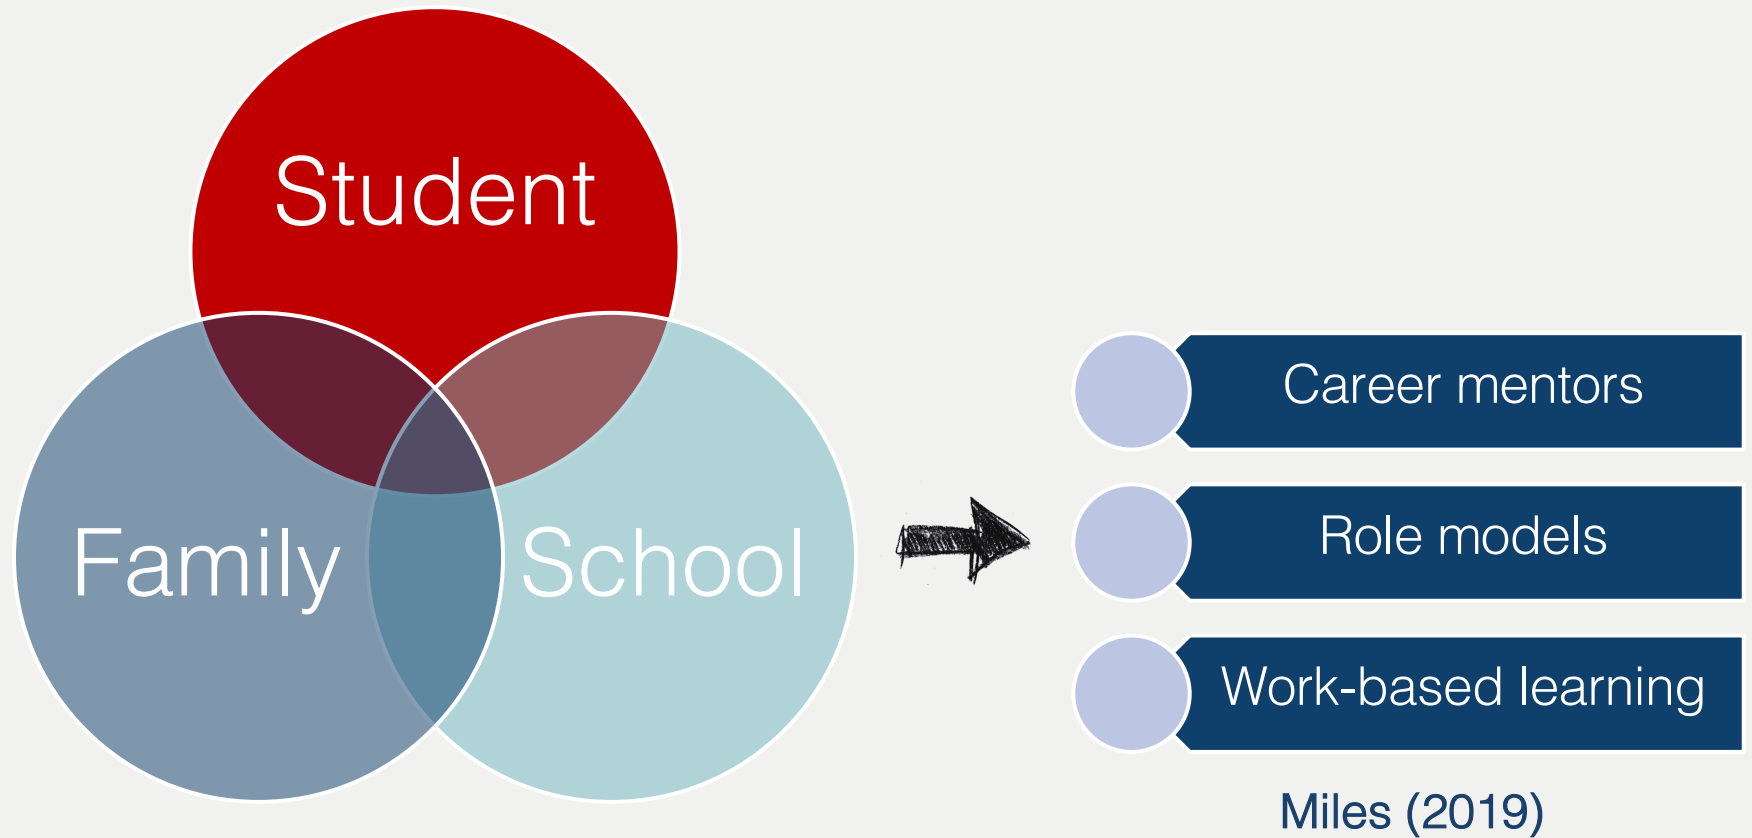 Student
Family
School
Career mentors
Role models
Work-based learning
Miles (2019)